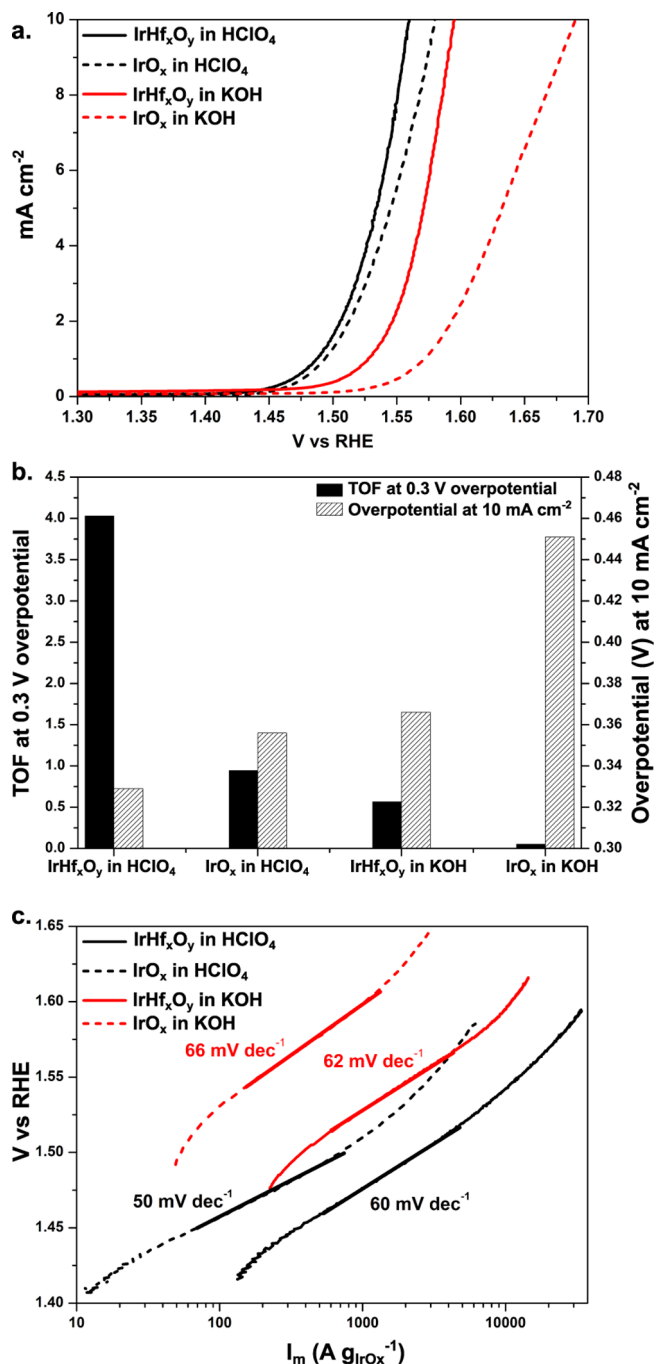 a.
IrHfₓOᵧ in HClO₄
IrOₓ in HClO₄
IrHfₓOᵧ in KOH
IrOₓ in KOH
mA cm⁻²
10
8
6
4
2
0
1.30 1.35 1.40 1.45 1.50 1.55 1.60 1.65 1.70
V vs RHE
b.
TOF at 0.3 V overpotential
Overpotential at 10 mA cm⁻²
TOF at 0.3 V overpotential
4.5
4.0
3.5
3.0
2.5
2.0
1.5
1.0
0.5
0.0
0.48
0.46
0.44
0.42
0.40
0.38
0.36
0.34
0.32
0.30
Overpotential (V) at 10 mA cm⁻²
IrHfₓOᵧ in HClO₄ IrOₓ in HClO₄ IrHfₓOᵧ in KOH IrOₓ in KOH
c.
IrHfₓOᵧ in HClO₄
IrOₓ in HClO₄
IrHfₓOᵧ in KOH
IrOₓ in KOH
66 mV dec⁻¹
62 mV dec⁻¹
50 mV dec⁻¹
60 mV dec⁻¹
V vs RHE
1.65
1.60
1.55
1.50
1.45
1.40
10 100 1000 10000
Iₘ (A gIrOx⁻¹)